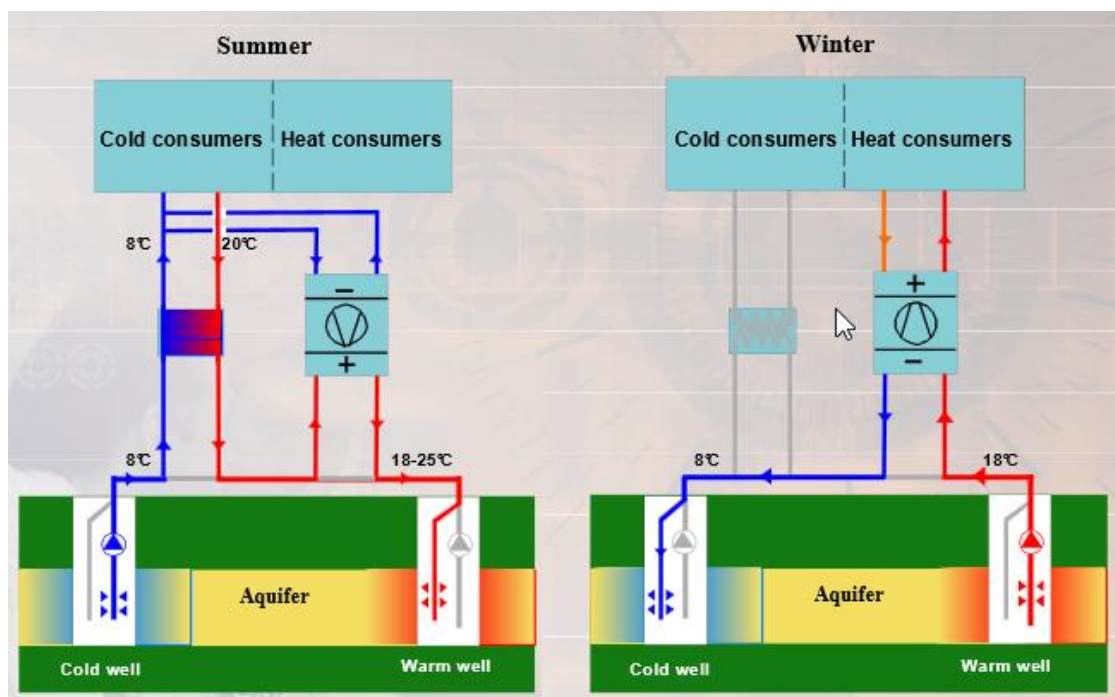 Summer
Cold consumers
Heat consumers
8°C
20°C
−
+
8°C
18-25°C
Aquifer
Cold well
Warm well
Winter
Cold consumers
Heat consumers
+
−
8°C
18°C
Aquifer
Cold well
Warm well